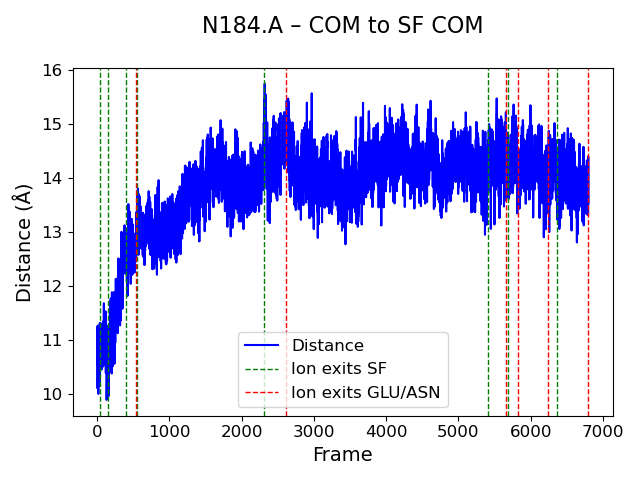 N184.A – COM to SF COM
16
15
14
13
12
11
10
Distance (Å)
Distance
Ion exits SF
Ion exits GLU/ASN
0 1000 2000 3000 4000 5000 6000 7000
Frame